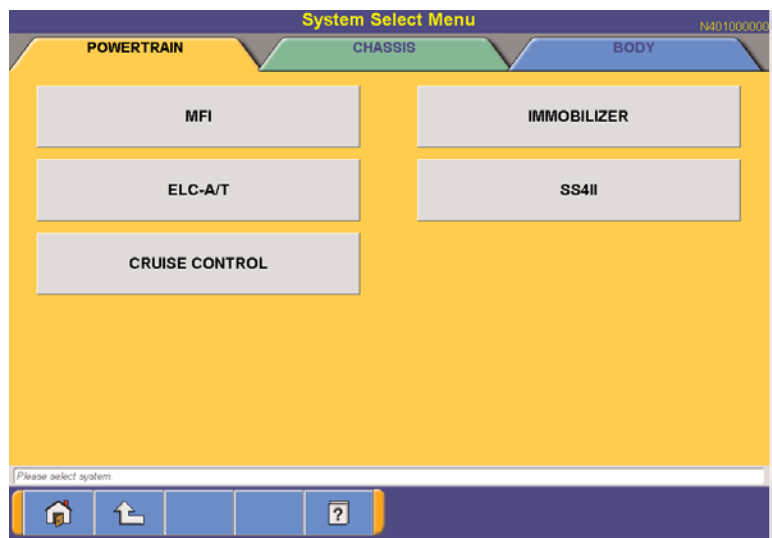 System Select Menu
N401000000
POWERTRAIN
CHASSIS
BODY
MFI
IMMOBILIZER
ELC-A/T
SS4II
CRUISE CONTROL
Please select system.
?